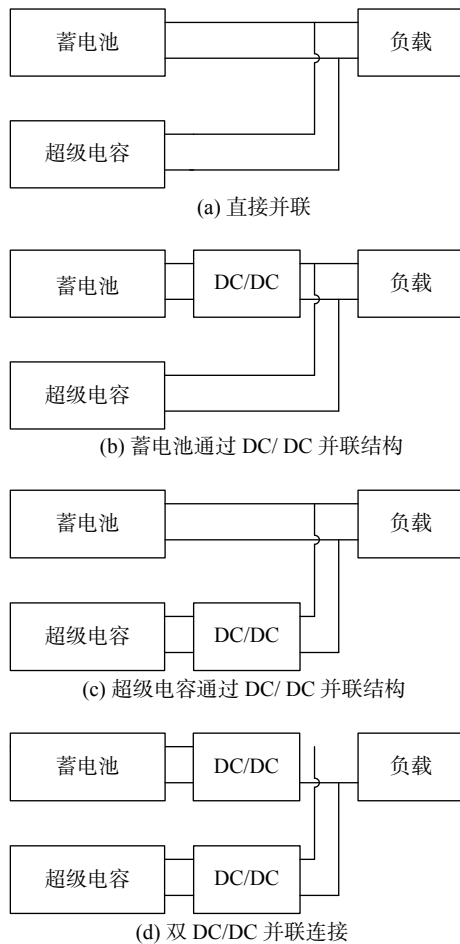 蓄电池
负载
超级电容
(a) 直接并联
蓄电池
DC/DC
负载
超级电容
(b) 蓄电池通过 DC/ DC 并联结构
蓄电池
负载
超级电容
DC/DC
(c) 超级电容通过 DC/ DC 并联结构
蓄电池
DC/DC
负载
超级电容
DC/DC
(d) 双 DC/DC 并联连接